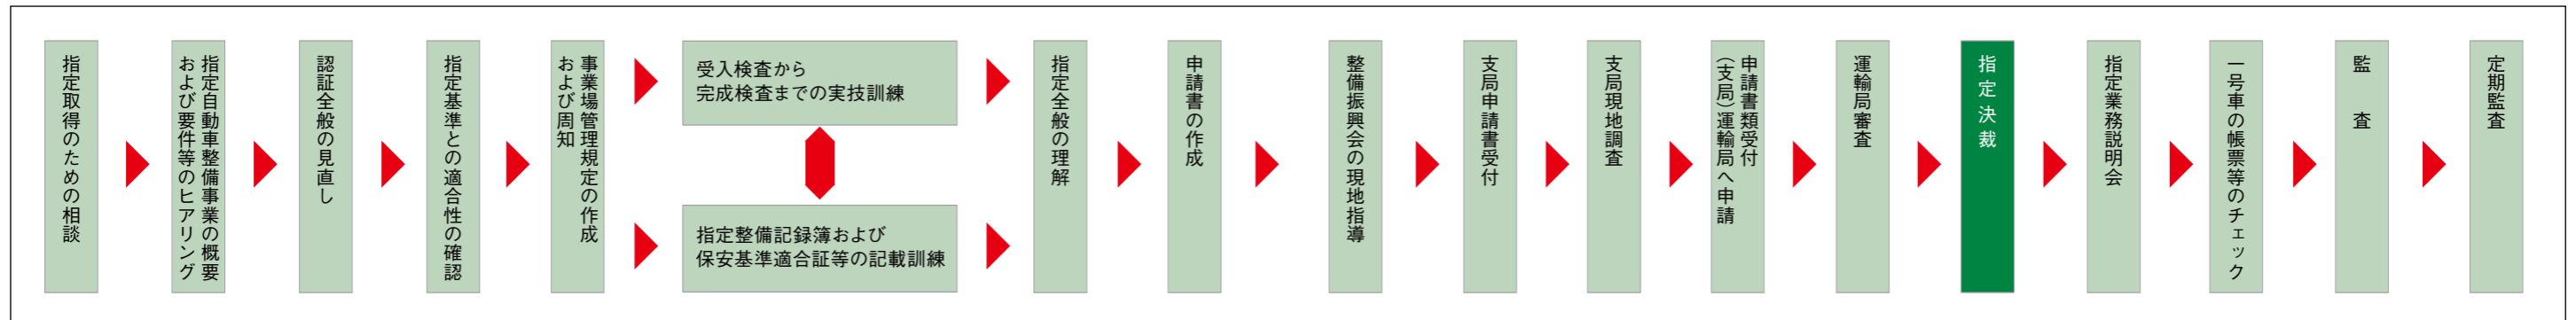 指定取得のための相談
指定自動車整備事業の概要
および要件等のヒアリング
認証全般の見直し
指定基準との適合性の確認
事業場管理規定の作成
および周知
受入検査から
完成検査までの実技訓練
指定整備記録簿および
保安基準適合証等の記載訓練
指定全般の理解
申請書の作成
整備振興会の現地指導
支局申請書受付
支局現地調査
申請書類受付
（支局）運輸局へ申請
運輸局審査
指定決裁
指定業務説明会
一号車の帳票等のチェック
監　査
定期監査